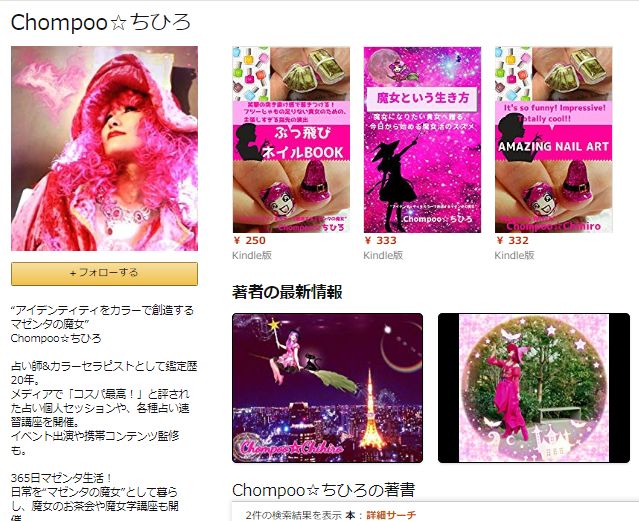 Chompoo☆ちひろ
+ フォローする
“アイデンティティをカラーで創造する
マゼンタの魔女”
Chompoo☆ちひろ
占い師&カラーセラピストとして鑑定歴
20年。
メディアで「コスパ最高！」と評され
た占い個人セッションや、各種占い速
習講座を開催。
イベント出演や携帯コンテンツ監修
も。
365日マゼンタ生活！
日常を“マゼンタの魔女”として暮ら
し、魔女のお茶会や魔女学講座も開
ぶっ飛び
ネイルBOOK
Chompoo☆ちひろ
￥ 250
Kindle版
魔女という生き方
魔女になりたい貴女へ贈る、
今日から始める魔女活のススメ
Chompoo☆ちひろ
￥ 333
Kindle版
It's so funny! Impressive!
Totally cool!!
AMAZING NAIL ART
Chompoo☆Chihiro
￥ 332
Kindle版
著者の最新情報
Chompoo☆Chihiro
Chompoo☆ちひろの著書
2件の検索結果を表示 本 : 詳細サーチ